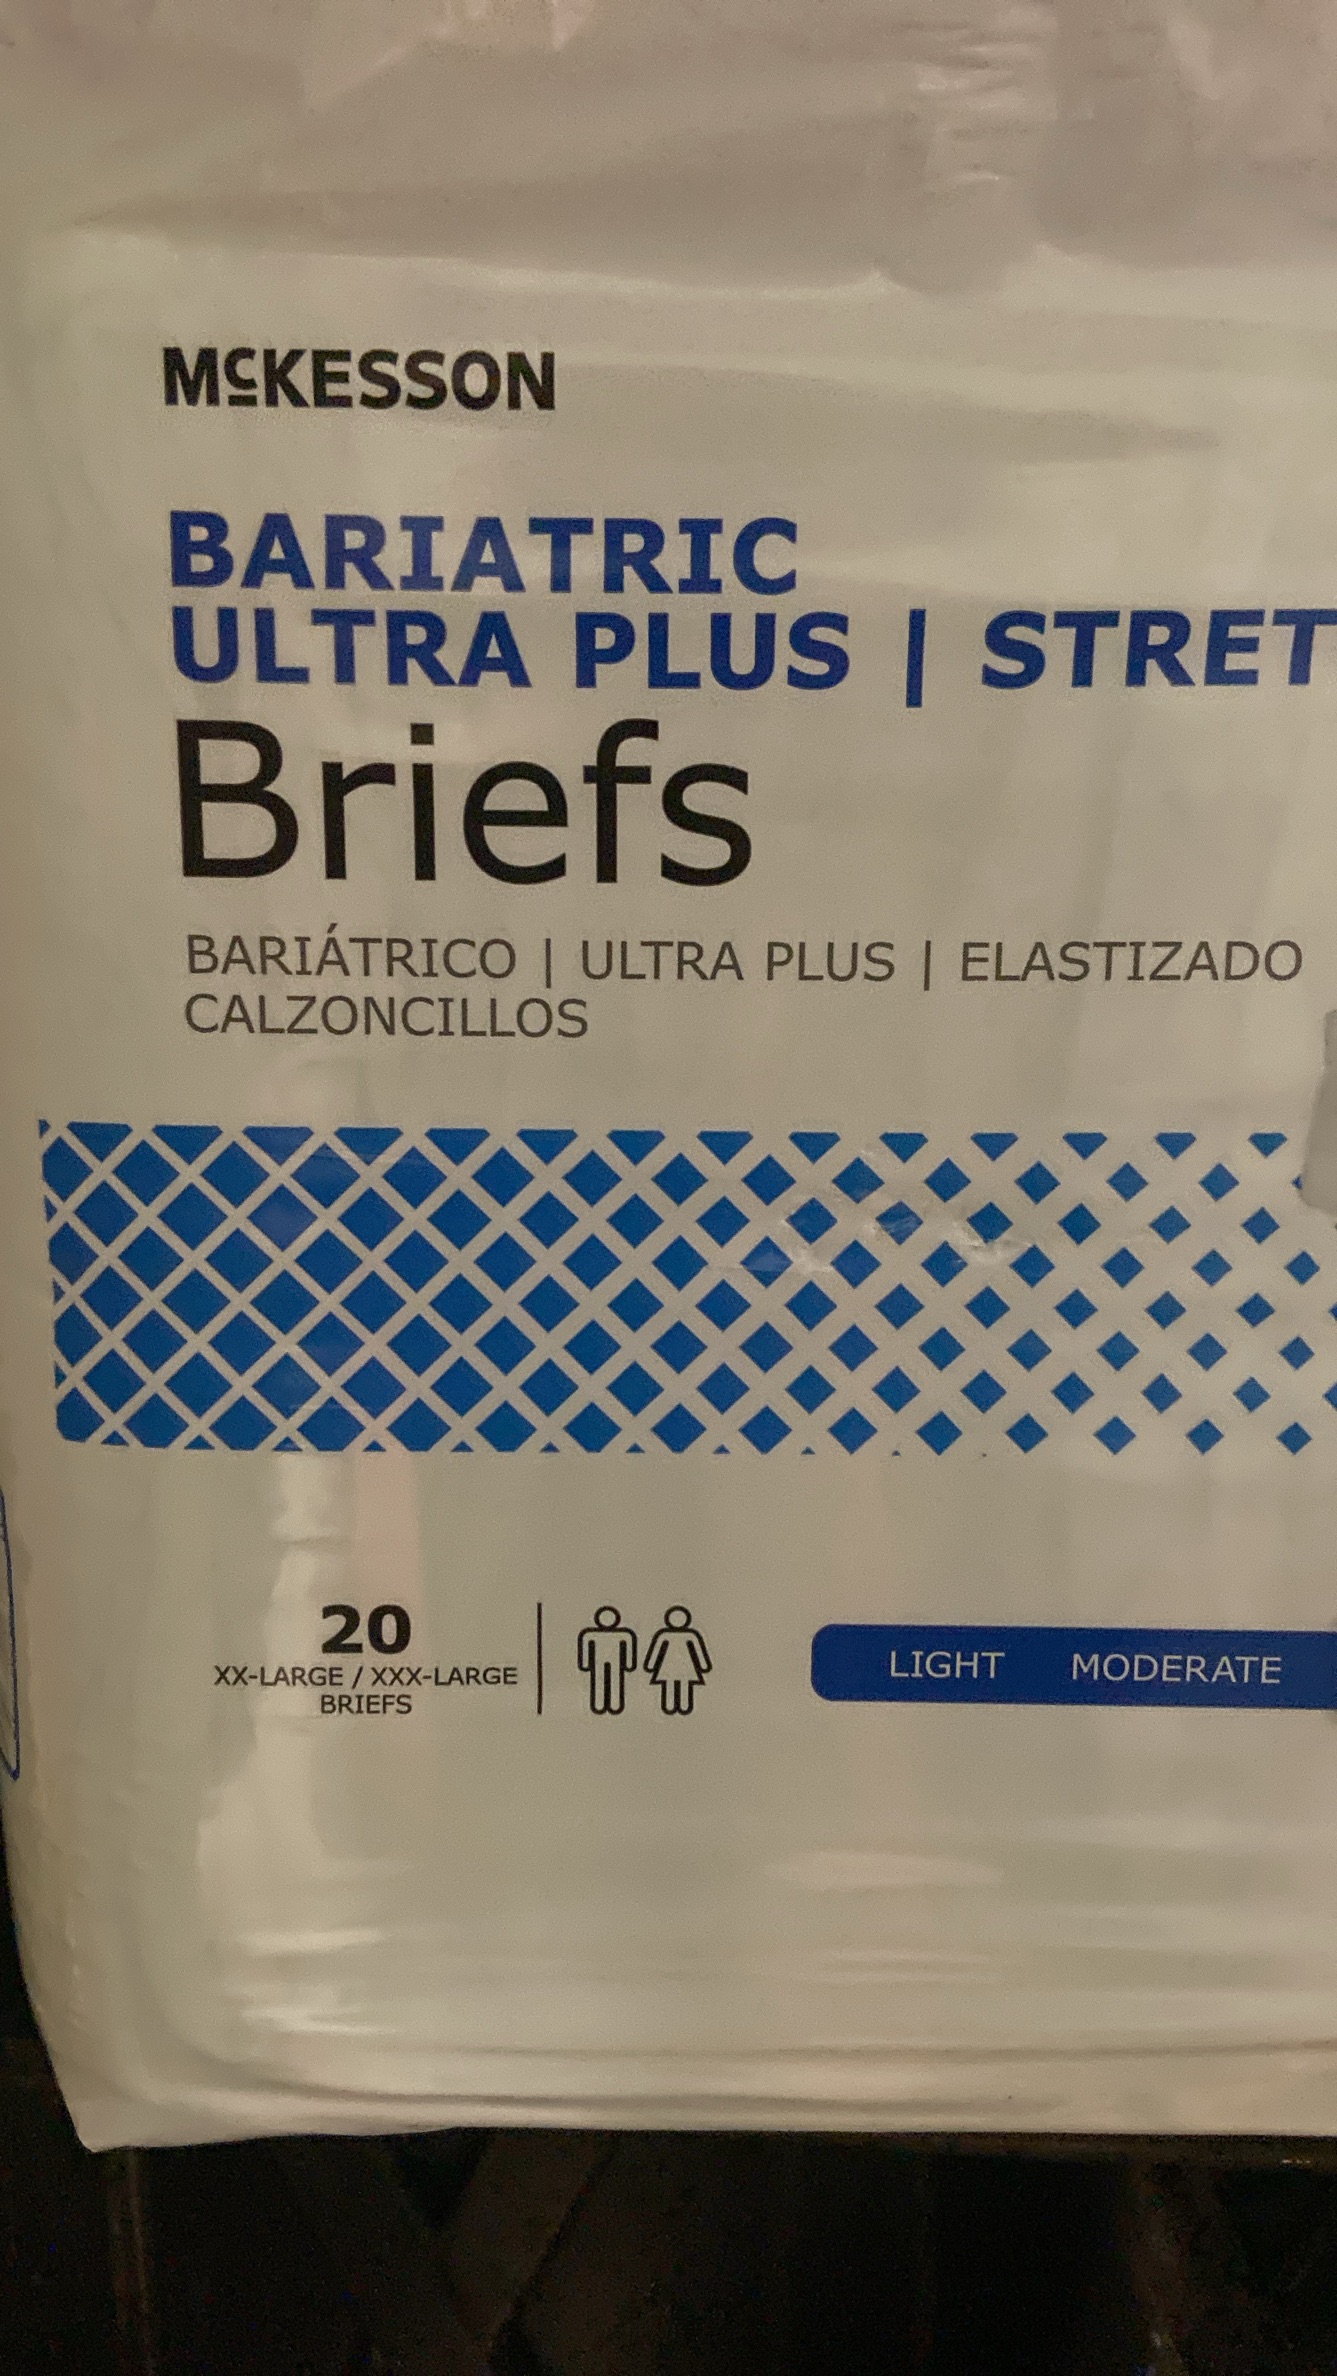 McKESSON
BARIATRIC
ULTRA PLUS | STRET
Briefs
BARIÁTRICO | ULTRA PLUS | ELASTIZADO
CALZONCILLOS
20
XX-LARGE / XXX-LARGE
BRIEFS
LIGHT MODERATE